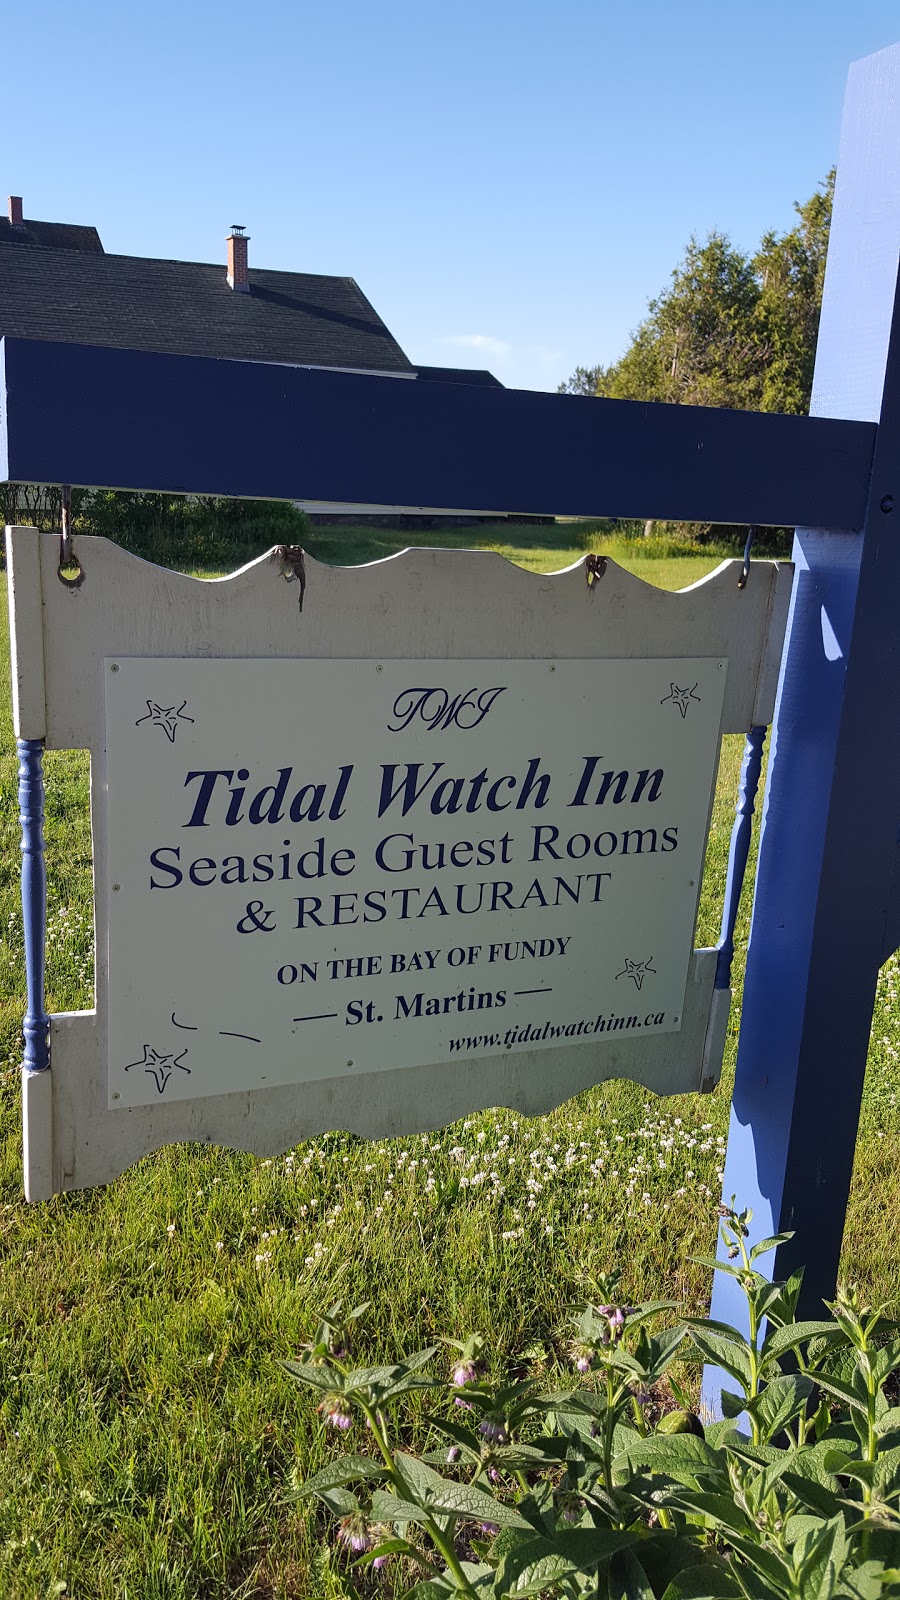 TWI
Tidal Watch Inn
Seaside Guest Rooms
& RESTAURANT
ON THE BAY OF FUNDY
— St. Martins —
www.tidalwatchinn.ca